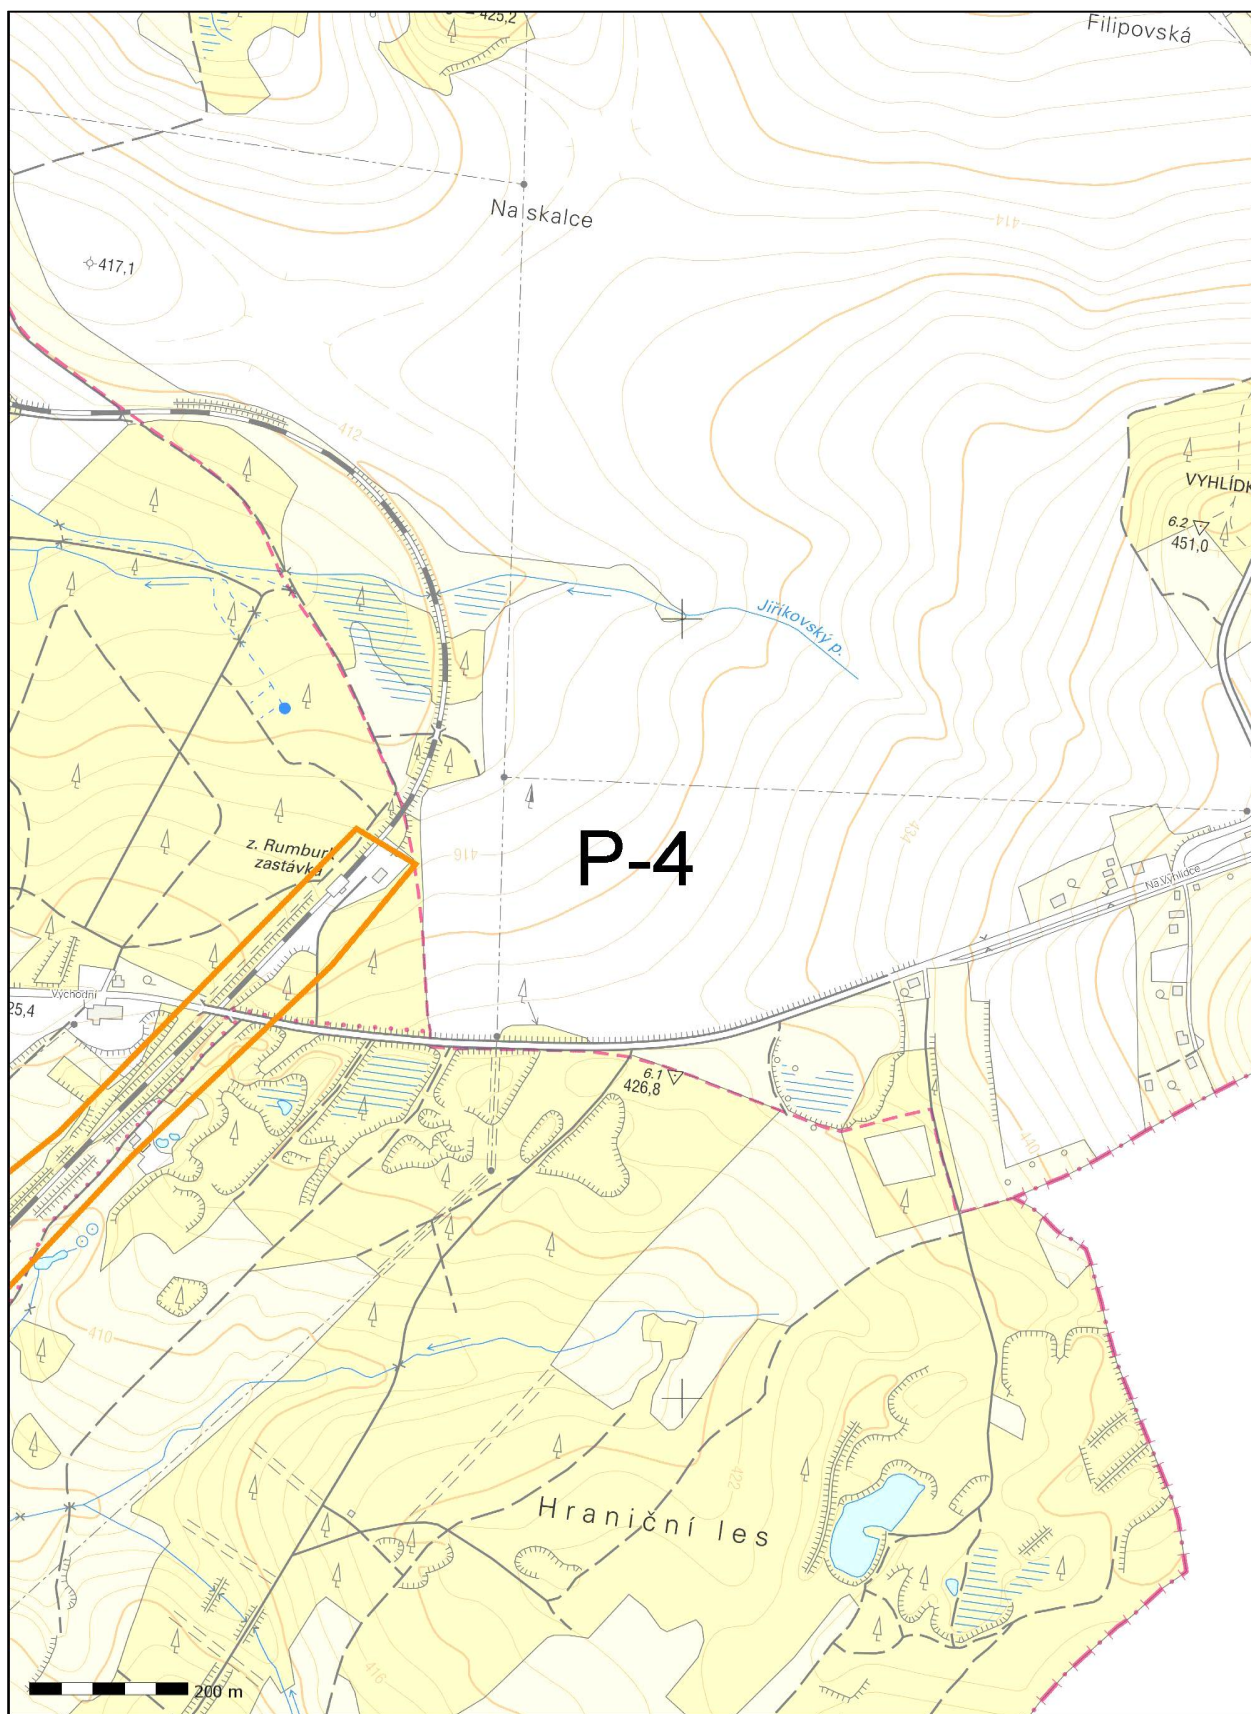 425,2
Filipovská
Na skalce
414
417,1
412
VYHLÍDK
6.2
451,0
Jiříkovský p.
434
z. Rumburk
zastávka
416
P-4
Na Vyhlídce
Východní
25,4
6.1
426,8
440
410
422
Hraniční les
416
200 m